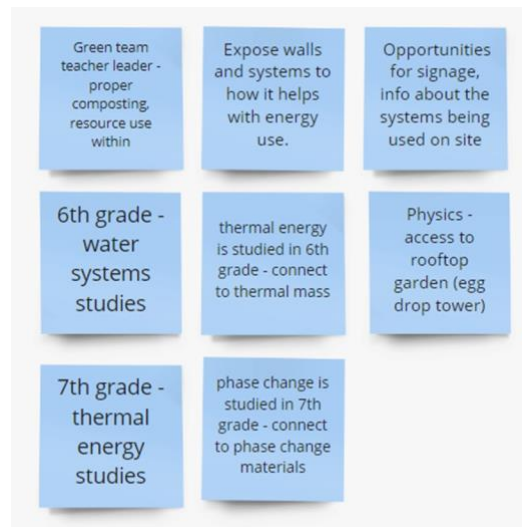 Green team
teacher leader -
proper
composting,
resource use
within
Expose walls
and systems to
how it helps
with energy
use.
Opportunities
for signage,
info about the
systems being
used on site
6th grade -
water
systems
studies
thermal energy
is studied in 6th
grade - connect
to thermal mass
Physics -
access to
rooftop
garden (egg
drop tower)
7th grade -
thermal
energy
studies
phase change is
studied in 7th
grade - connect
to phase change
materials